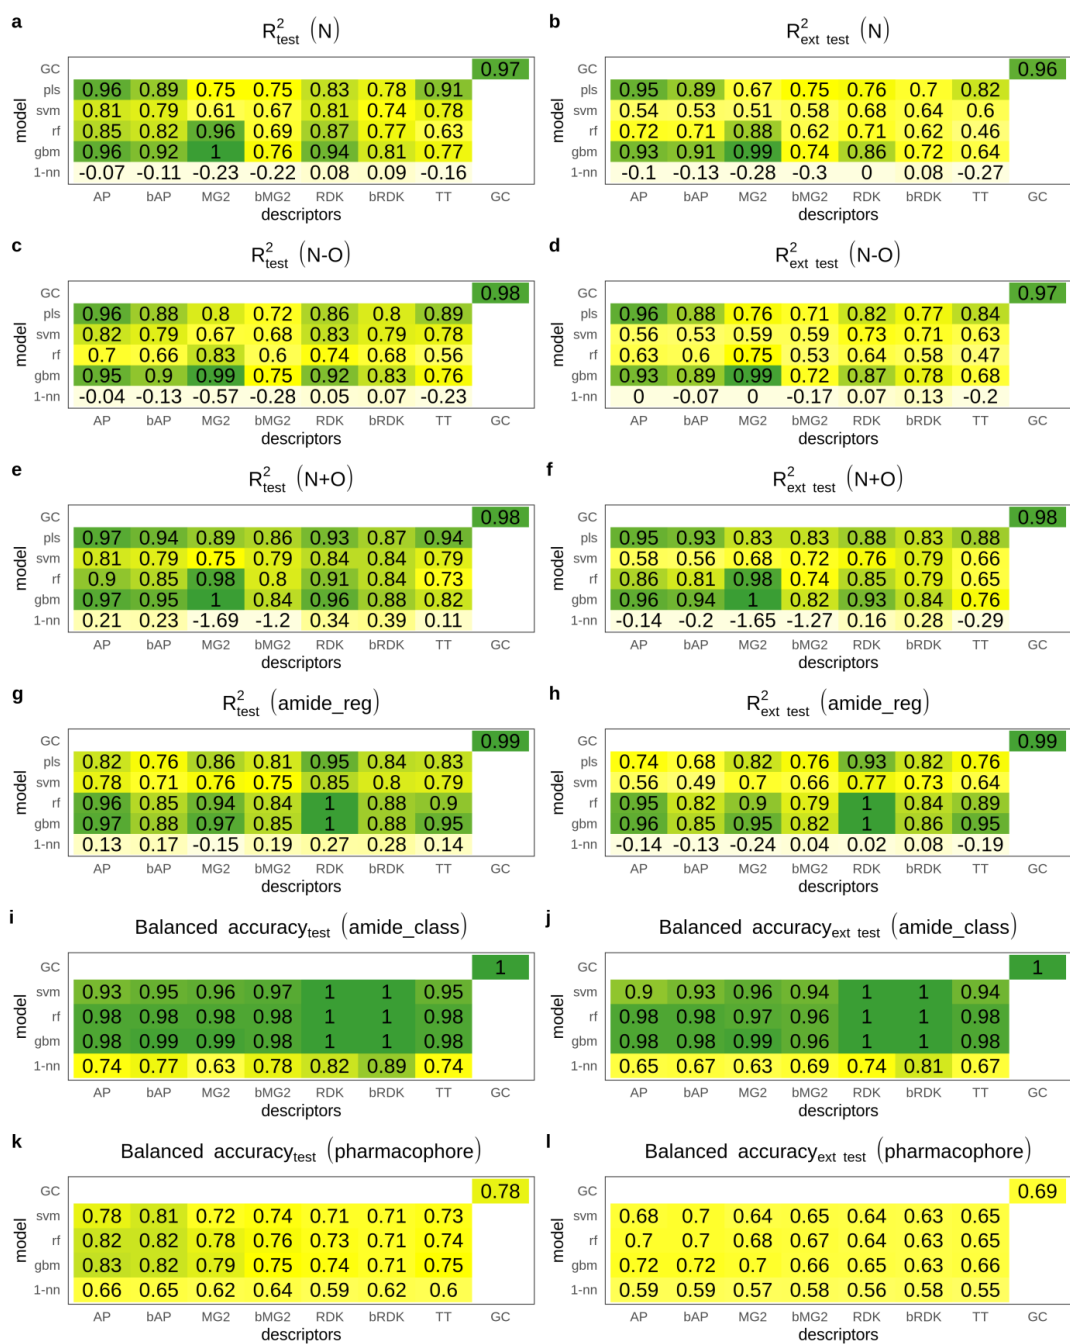 a R²test (N)
GC 0.97
pls 0.96 0.89 0.75 0.75 0.83 0.78 0.91
svm 0.81 0.79 0.61 0.67 0.81 0.74 0.78
rf 0.85 0.82 0.96 0.69 0.87 0.77 0.63
gbm 0.96 0.92 1 0.76 0.94 0.81 0.77
1-nn -0.07 -0.11 -0.23 -0.22 0.08 0.09 -0.16
AP bAP MG2 bMG2 RDK bRDK TT GC
descriptors
model
b R²ext test (N)
GC 0.96
pls 0.95 0.89 0.67 0.75 0.76 0.7 0.82
svm 0.54 0.53 0.51 0.58 0.68 0.64 0.6
rf 0.72 0.71 0.88 0.62 0.71 0.62 0.46
gbm 0.93 0.91 0.99 0.74 0.86 0.72 0.64
1-nn -0.1 -0.13 -0.28 -0.3 0 0.08 -0.27
AP bAP MG2 bMG2 RDK bRDK TT GC
descriptors
model
c R²test (N-O)
GC 0.98
pls 0.96 0.88 0.8 0.72 0.86 0.8 0.89
svm 0.82 0.79 0.67 0.68 0.83 0.79 0.78
rf 0.7 0.66 0.83 0.6 0.74 0.68 0.56
gbm 0.95 0.9 0.99 0.75 0.92 0.83 0.76
1-nn -0.04 -0.13 -0.57 -0.28 0.05 0.07 -0.23
AP bAP MG2 bMG2 RDK bRDK TT GC
descriptors
model
d R²ext test (N-O)
GC 0.97
pls 0.96 0.88 0.76 0.71 0.82 0.77 0.84
svm 0.56 0.53 0.59 0.59 0.73 0.71 0.63
rf 0.63 0.6 0.75 0.53 0.64 0.58 0.47
gbm 0.93 0.89 0.99 0.72 0.87 0.78 0.68
1-nn 0 -0.07 0 -0.17 0.07 0.13 -0.2
AP bAP MG2 bMG2 RDK bRDK TT GC
descriptors
model
e R²test (N+O)
GC 0.98
pls 0.97 0.94 0.89 0.86 0.93 0.87 0.94
svm 0.81 0.79 0.75 0.79 0.84 0.84 0.79
rf 0.9 0.85 0.98 0.8 0.91 0.84 0.73
gbm 0.97 0.95 1 0.84 0.96 0.88 0.82
1-nn 0.21 0.23 -1.69 -1.2 0.34 0.39 0.11
AP bAP MG2 bMG2 RDK bRDK TT GC
descriptors
model
f R²ext test (N+O)
GC 0.98
pls 0.95 0.93 0.83 0.83 0.88 0.83 0.88
svm 0.58 0.56 0.68 0.72 0.76 0.79 0.66
rf 0.86 0.81 0.98 0.74 0.85 0.79 0.65
gbm 0.96 0.94 1 0.82 0.93 0.84 0.76
1-nn -0.14 -0.2 -1.65 -1.27 0.16 0.28 -0.29
AP bAP MG2 bMG2 RDK bRDK TT GC
descriptors
model
g R²test (amide_reg)
GC 0.99
pls 0.82 0.76 0.86 0.81 0.95 0.84 0.83
svm 0.78 0.71 0.76 0.75 0.85 0.8 0.79
rf 0.96 0.85 0.94 0.84 1 0.88 0.9
gbm 0.97 0.88 0.97 0.85 1 0.88 0.95
1-nn 0.13 0.17 -0.15 0.19 0.27 0.28 0.14
AP bAP MG2 bMG2 RDK bRDK TT GC
descriptors
model
h R²ext test (amide_reg)
GC 0.99
pls 0.74 0.68 0.82 0.76 0.93 0.82 0.76
svm 0.56 0.49 0.7 0.66 0.77 0.73 0.64
rf 0.95 0.82 0.9 0.79 1 0.84 0.89
gbm 0.96 0.85 0.95 0.82 1 0.86 0.95
1-nn -0.14 -0.13 -0.24 0.04 0.02 0.08 -0.19
AP bAP MG2 bMG2 RDK bRDK TT GC
descriptors
model
i Balanced accuracytest (amide_class)
GC 1
svm 0.93 0.95 0.96 0.97 1 1 0.95
rf 0.98 0.98 0.98 0.98 1 1 0.98
gbm 0.98 0.99 0.99 0.98 1 1 0.98
1-nn 0.74 0.77 0.63 0.78 0.82 0.89 0.74
AP bAP MG2 bMG2 RDK bRDK TT GC
descriptors
model
j Balanced accuracyext test (amide_class)
GC 1
svm 0.9 0.93 0.96 0.94 1 1 0.94
rf 0.98 0.98 0.97 0.96 1 1 0.98
gbm 0.98 0.98 0.99 0.96 1 1 0.98
1-nn 0.65 0.67 0.63 0.69 0.74 0.81 0.67
AP bAP MG2 bMG2 RDK bRDK TT GC
descriptors
model
k Balanced accuracytest (pharmacophore)
GC 0.78
svm 0.78 0.81 0.72 0.74 0.71 0.71 0.73
rf 0.82 0.82 0.78 0.76 0.73 0.71 0.74
gbm 0.83 0.82 0.79 0.75 0.74 0.71 0.75
1-nn 0.66 0.65 0.62 0.64 0.59 0.62 0.6
AP bAP MG2 bMG2 RDK bRDK TT GC
descriptors
model
l Balanced accuracyext test (pharmacophore)
GC 0.69
svm 0.68 0.7 0.64 0.65 0.64 0.63 0.65
rf 0.7 0.7 0.68 0.67 0.64 0.63 0.65
gbm 0.72 0.72 0.7 0.66 0.65 0.63 0.66
1-nn 0.59 0.59 0.57 0.58 0.56 0.58 0.55
AP bAP MG2 bMG2 RDK bRDK TT GC
descriptors
model